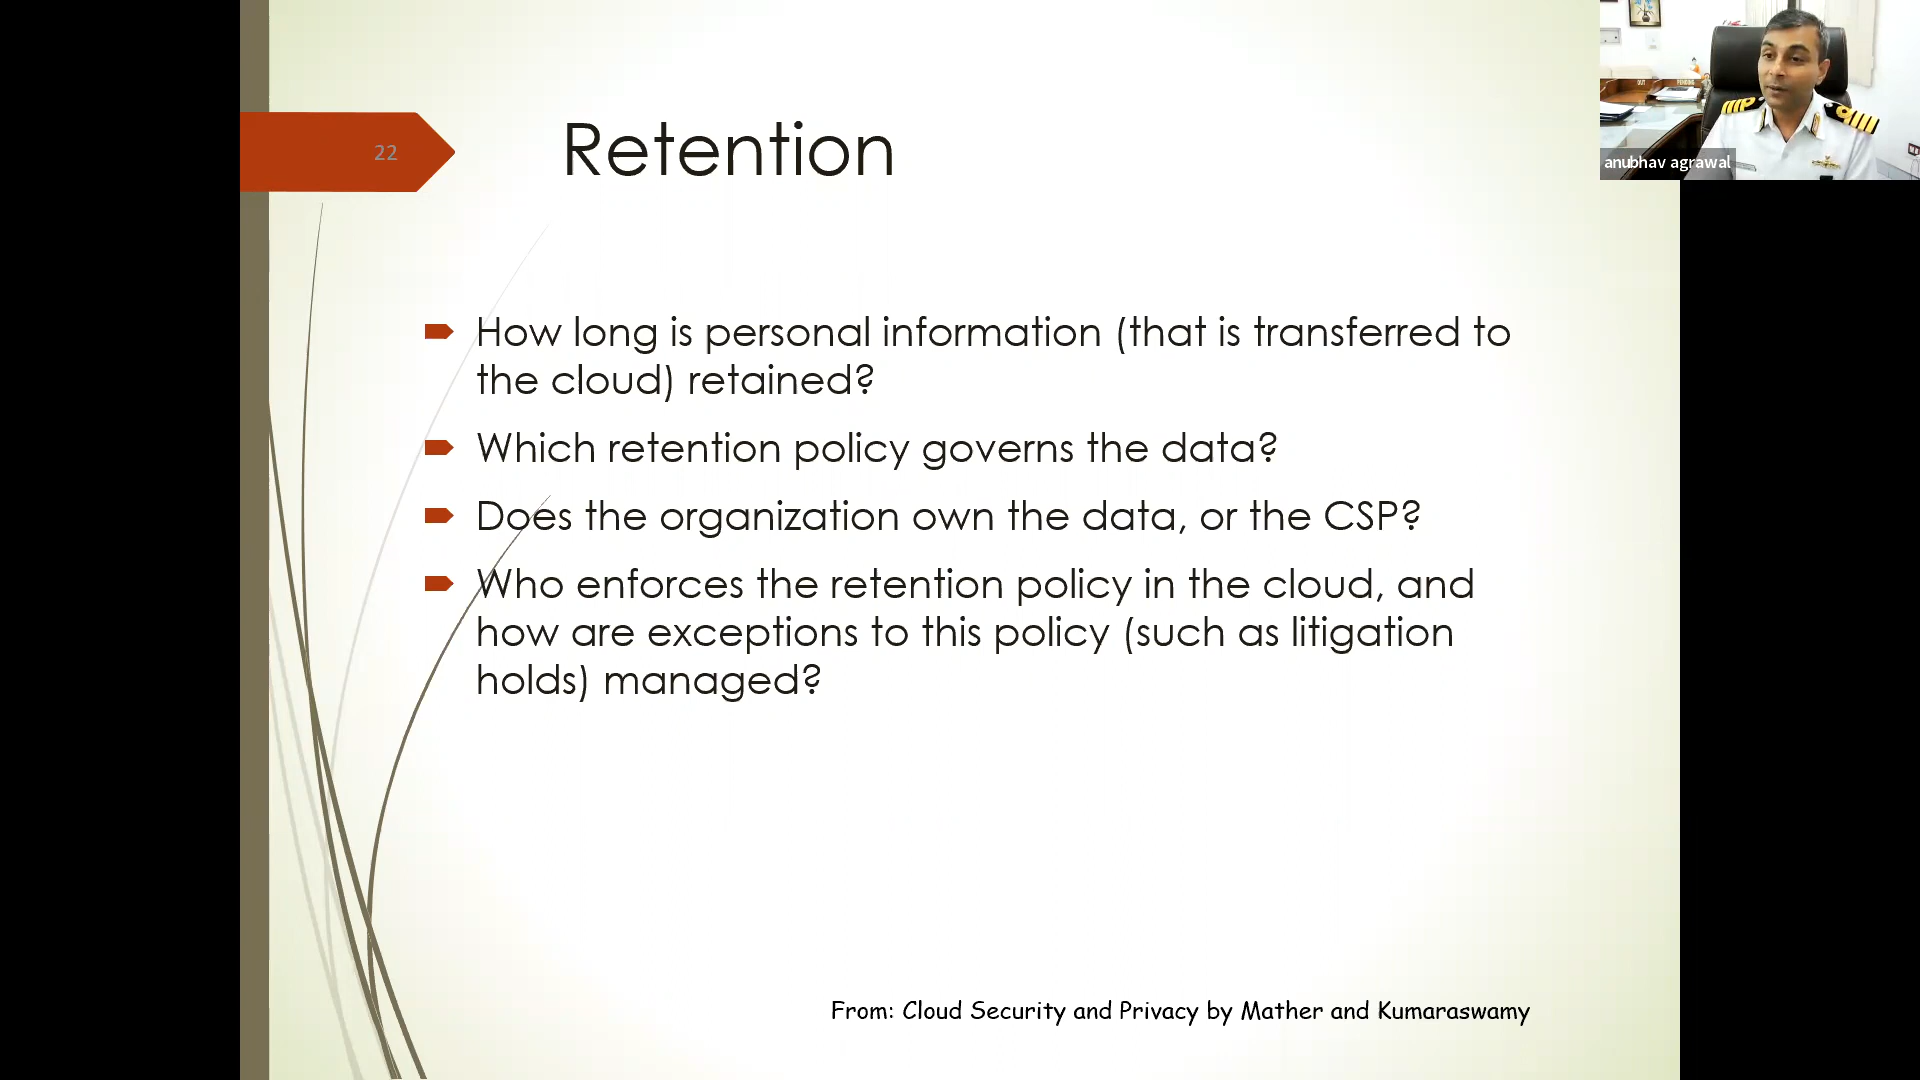 22
Retention
How long is personal information (that is transferred to
the cloud) retained?
Which retention policy governs the data?
Does the organization own the data, or the CSP?
Who enforces the retention policy in the cloud, and
how are exceptions to this policy (such as litigation
holds) managed?
From: Cloud Security and Privacy by Mather and Kumaraswamy
OUT
PENDING
anubhav agrawal